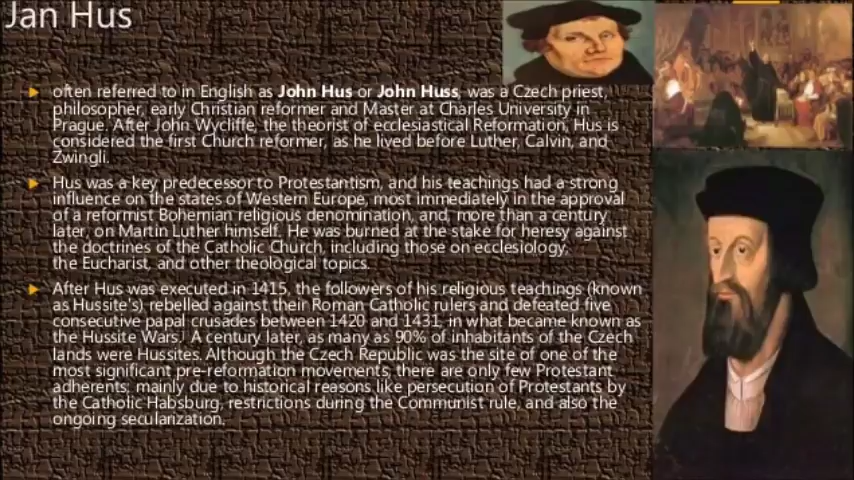 Jan Hus
often referred to in English as John Hus or John Huss, was a Czech priest,
philosopher, early Christian reformer and Master at Charles University in
Prague. After John Wycliffe, the theorist of ecclesiastical Reformation, Hus is
considered the first Church reformer, as he lived before Luther, Calvin, and
Zwingli.
Hus was a key predecessor to Protestantism, and his teachings had a strong
influence on the states of Western Europe, most immediately in the approval
of a reformist Bohemian religious denomination, and, more than a century
later, on Martin Luther himself. He was burned at the stake for heresy against
the doctrines of the Catholic Church, including those on ecclesiology,
the Eucharist, and other theological topics.
After Hus was executed in 1415, the followers of his religious teachings (known
as Hussite's) rebelled against their Roman Catholic rulers and defeated five
consecutive papal crusades between 1420 and 1431, in what became known as
the Hussite Wars. A century later, as many as 90% of inhabitants of the Czech
lands were Hussites. Although the Czech Republic was the site of one of the
most significant pre-reformation movements, there are only few Protestant
adherents; mainly due to historical reasons like persecution of Protestants by
the Catholic Habsburg, restrictions during the Communist rule, and also the
ongoing secularization.